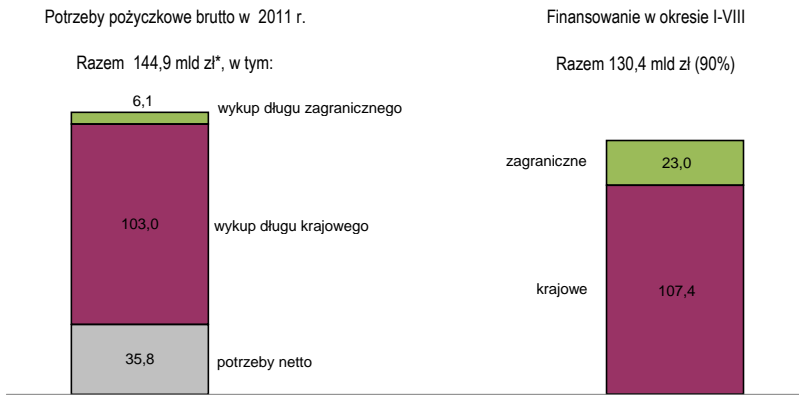 Potrzeby pożyczkowe brutto w 2011 r.
Razem 144,9 mld zł*, w tym:
6,1
wykup długu zagranicznego
103,0
wykup długu krajowego
35,8
potrzeby netto
Finansowanie w okresie I-VIII
Razem 130,4 mld zł (90%)
zagraniczne
23,0
krajowe
107,4